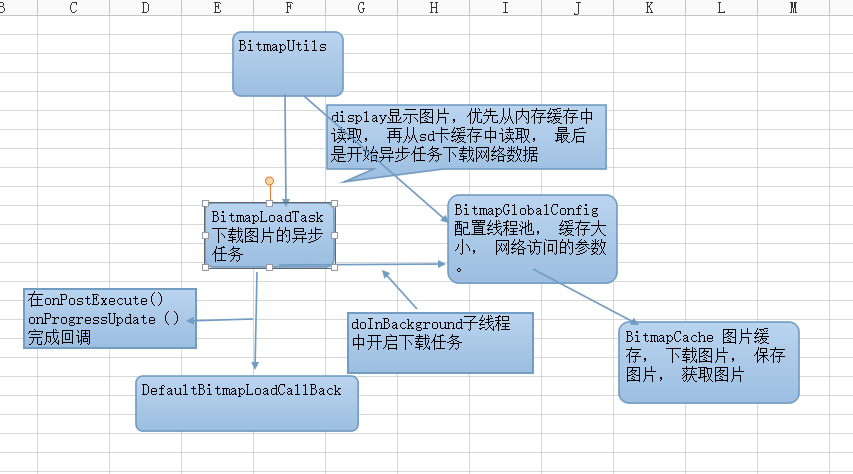 B C D E F G H I J K L M
BitmapUtils
display显示图片，优先从内存缓存中
读取， 再从sd卡缓存中读取， 最后
是开始异步任务下载网络数据
BitmapLoadTask
下载图片的异步
任务
BitmapGlobalConfig
配置线程池， 缓存大
小， 网络访问的参数
。
在onPostExecute()
onProgressUpdate（）
完成回调
doInBackground子线程
中开启下载任务
BitmapCache 图片缓
存， 下载图片， 保存
图片， 获取图片
DefaultBitmapLoadCallBack